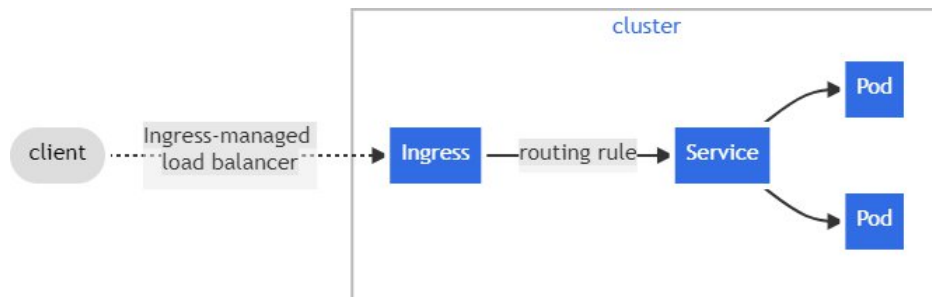 cluster
client
Ingress-managed
load balancer
Ingress
routing rule
Service
Pod
Pod